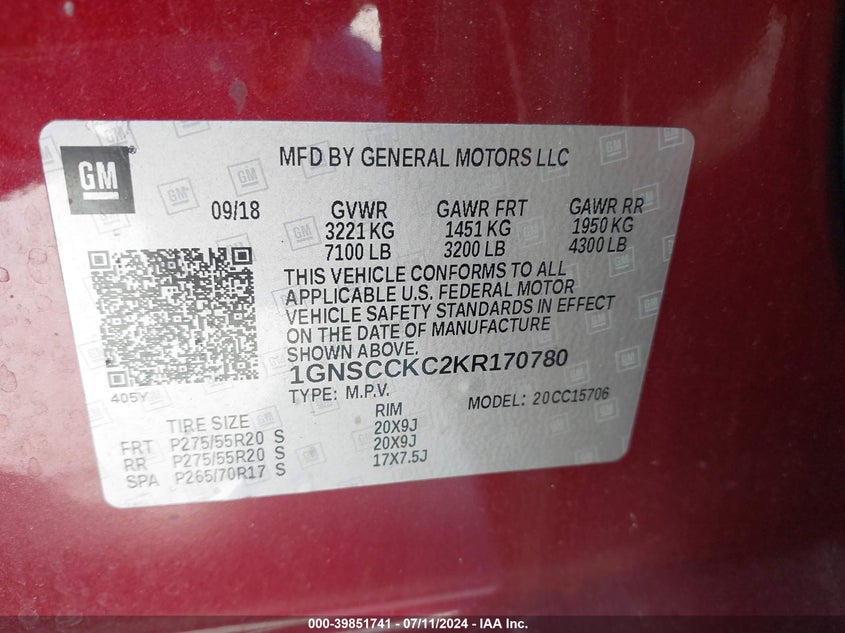 GM
MFD BY GENERAL MOTORS LLC
09/18 GVWR GAWR FRT GAWR RR
3221 KG 1451 KG 1950 KG
7100 LB 3200 LB 4300 LB
THIS VEHICLE CONFORMS TO ALL
APPLICABLE U.S. FEDERAL MOTOR
VEHICLE SAFETY STANDARDS IN EFFECT
ON THE DATE OF MANUFACTURE
SHOWN ABOVE.
1GNSCCKC2KR170780
405Y
TYPE: M.P.V. MODEL: 20CC15706
TIRE SIZE RIM
FRT P275/55R20 S 20X9J
RR P275/55R20 S 20X9J
SPA P265/70R17 S 17X7.5J
000-39851741 - 07/11/2024 - IAA Inc.